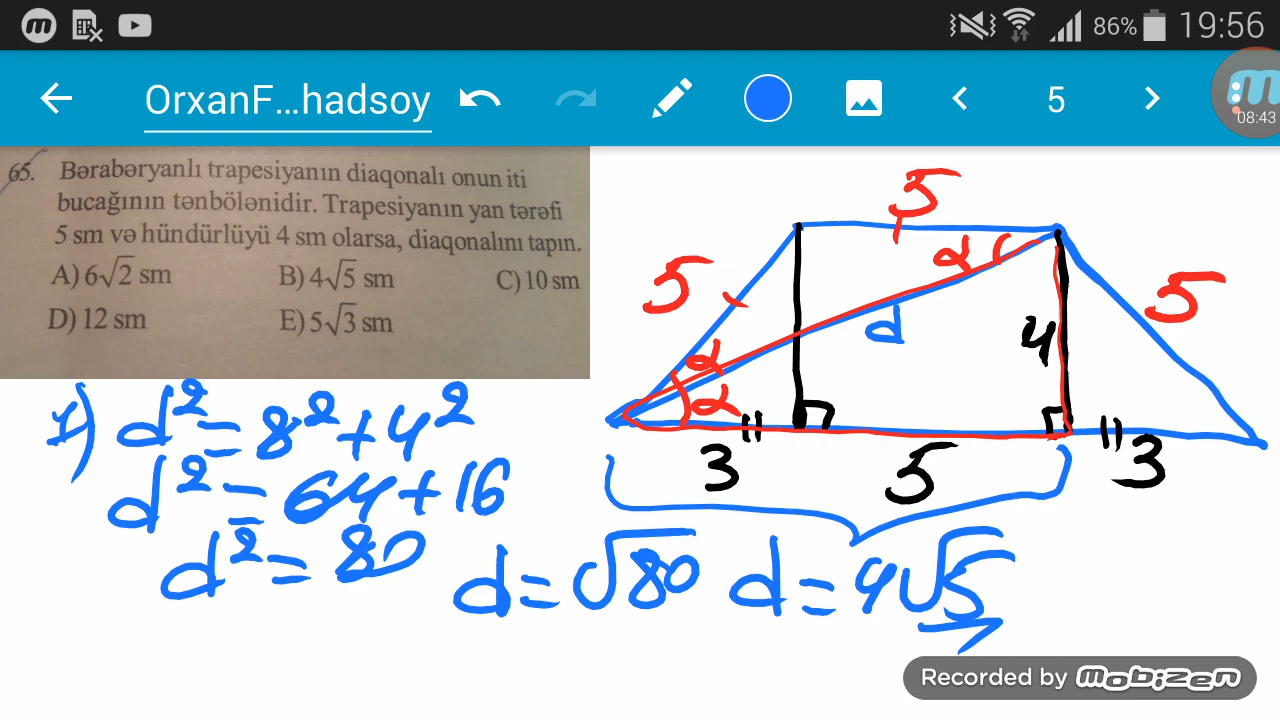 86% 19:56
OrxanF...hadsoy 5
08:43
65. Bərabəryanlı trapesiyanın diaqonalı onun iti
bucağının tənbölənidir. Trapesiyanın yan tərəfi
5 sm və hündürlüyü 4 sm olarsa, diaqonalını tapın.
A) 6√2 sm B) 4√5 sm C) 10 sm
D) 12 sm E) 5√3 sm
5
α
5 5
d
4
α
α
3 5 3
I) d²=8²+4²
d²=64+16
d²=80 d=√80 d=4√5
Recorded by mobizen